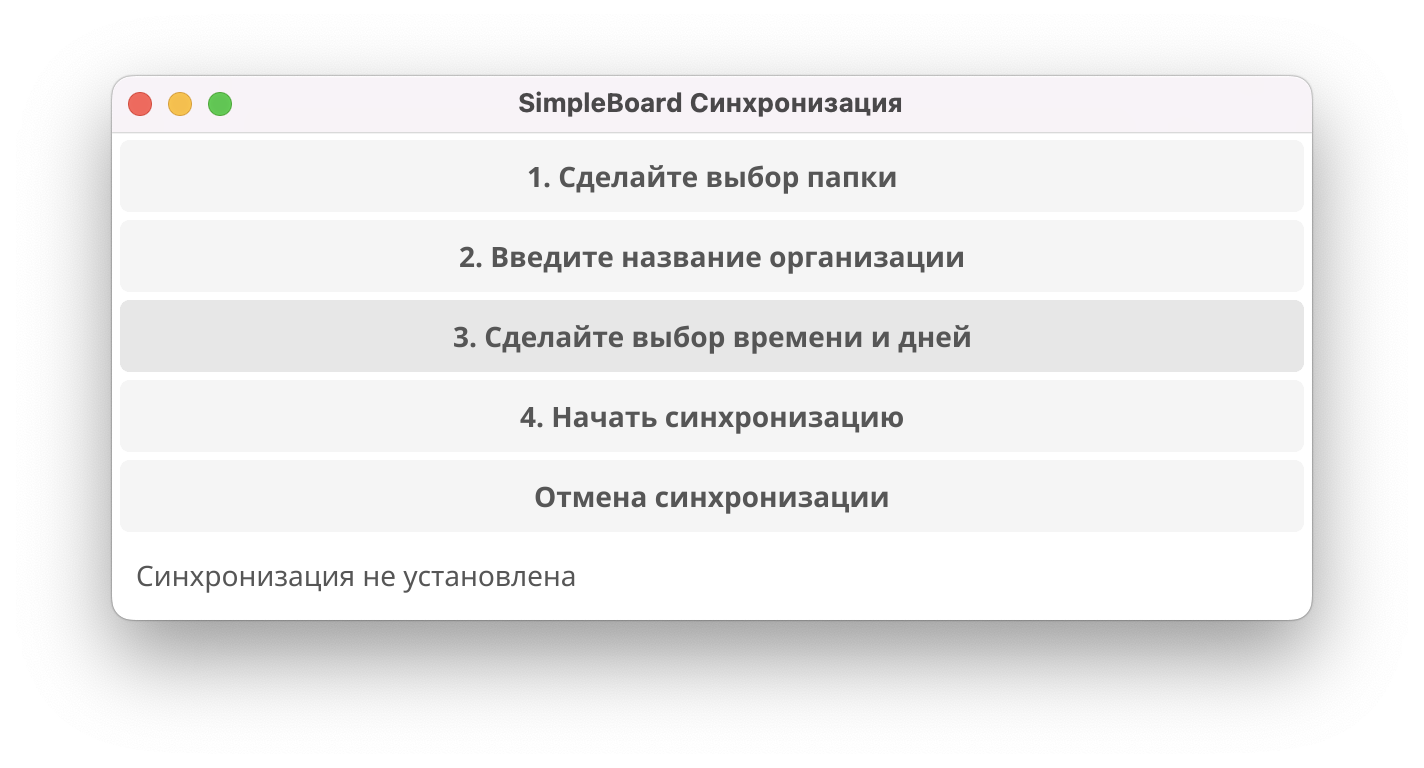 SimpleBoard Синхронизация
1. Сделайте выбор папки
2. Введите название организации
3. Сделайте выбор времени и дней
4. Начать синхронизацию
Отмена синхронизации
Синхронизация не установлена